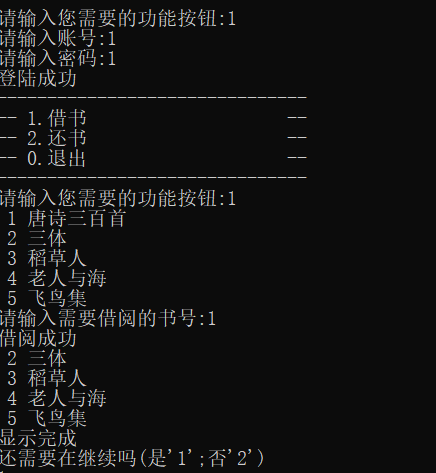 请输入您需要的功能按钮:1
请输入账号:1
请输入密码:1
登陆成功
-------------------------------
-- 1.借书                    --
-- 2.还书                    --
-- 0.退出                    --
-------------------------------
请输入您需要的功能按钮:1
1 唐诗三百首
2 三体
3 稻草人
4 老人与海
5 飞鸟集
请输入需要借阅的书号:1
借阅成功
2 三体
3 稻草人
4 老人与海
5 飞鸟集
显示完成
还需要在继续吗(是'1';否'2')